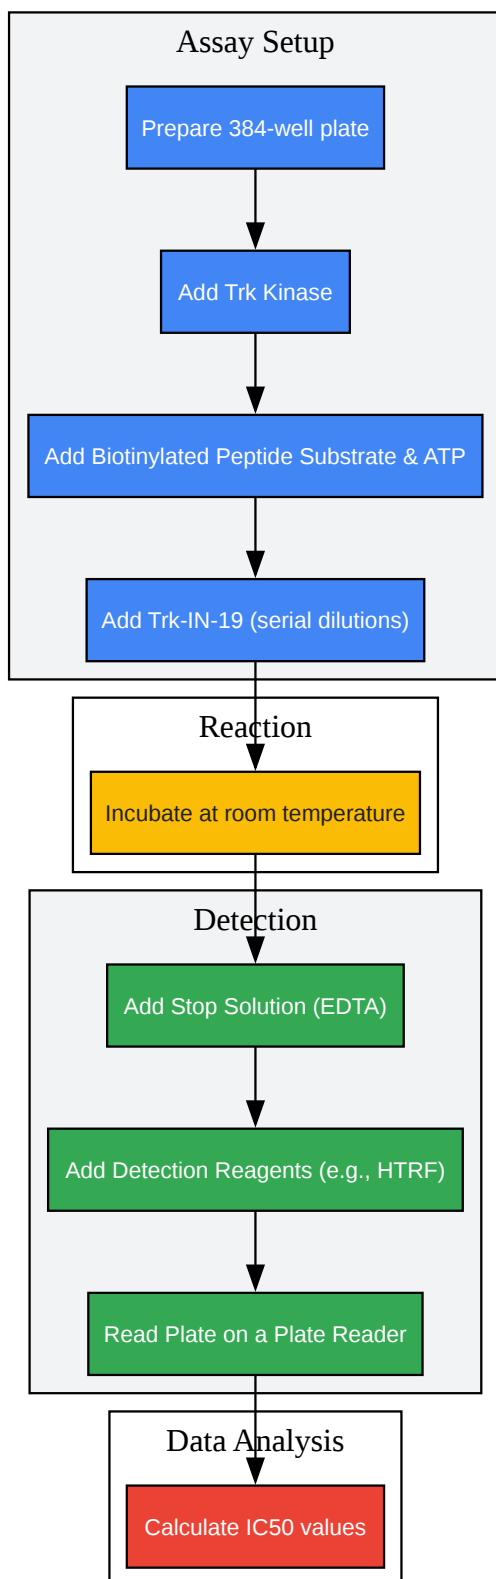 Assay Setup
Prepare 384-well plate
Add Trk Kinase
Add Biotinylated Peptide Substrate & ATP
Add Trk-IN-19 (serial dilutions)
Reaction
Incubate at room temperature
Detection
Add Stop Solution (EDTA)
Add Detection Reagents (e.g., HTRF)
Read Plate on a Plate Reader
Data Analysis
Calculate IC50 values